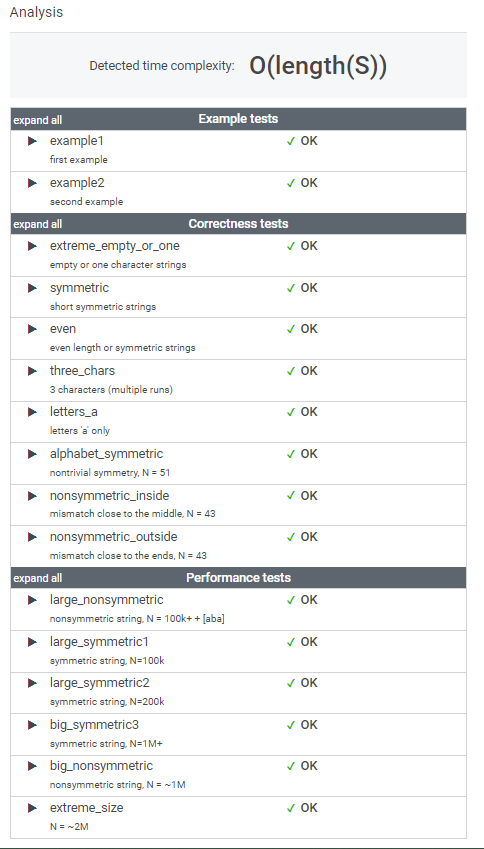 Analysis
Detected time complexity: O(length(S))
expand all Example tests
example1 ✓ OK
first example
example2 ✓ OK
second example
expand all Correctness tests
extreme_empty_or_one ✓ OK
empty or one character strings
symmetric ✓ OK
short symmetric strings
even ✓ OK
even length or symmetric strings
three_chars ✓ OK
3 characters (multiple runs)
letters_a ✓ OK
letters 'a' only
alphabet_symmetric ✓ OK
nontrivial symmetry, N = 51
nonsymmetric_inside ✓ OK
mismatch close to the middle, N = 43
nonsymmetric_outside ✓ OK
mismatch close to the ends, N = 43
expand all Performance tests
large_nonsymmetric ✓ OK
nonsymmetric string, N = 100k+ + [aba]
large_symmetric1 ✓ OK
symmetric string, N=100k
large_symmetric2 ✓ OK
symmetric string, N=200k
big_symmetric3 ✓ OK
symmetric string, N=1M+
big_nonsymmetric ✓ OK
nonsymmetric string, N = ~1M
extreme_size ✓ OK
N = ~2M